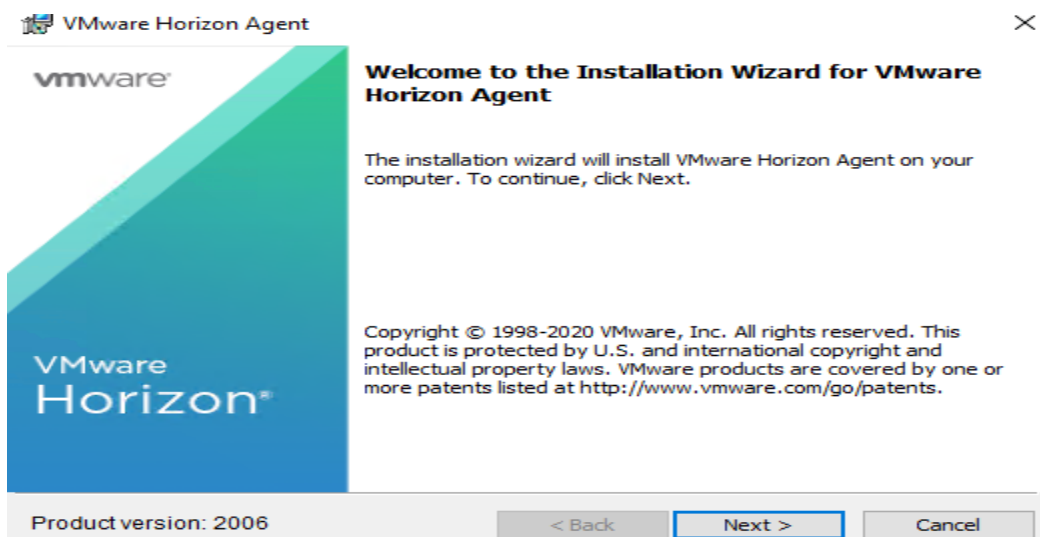 VMware Horizon Agent
vmware
Welcome to the Installation Wizard for VMware
Horizon Agent
The installation wizard will install VMware Horizon Agent on your
computer. To continue, click Next.
Copyright © 1998-2020 VMware, Inc. All rights reserved. This
product is protected by U.S. and international copyright and
intellectual property laws. VMware products are covered by one or
more patents listed at http://www.vmware.com/go/patents.
VMware
Horizon®
Product version: 2006
< Back
Next >
Cancel